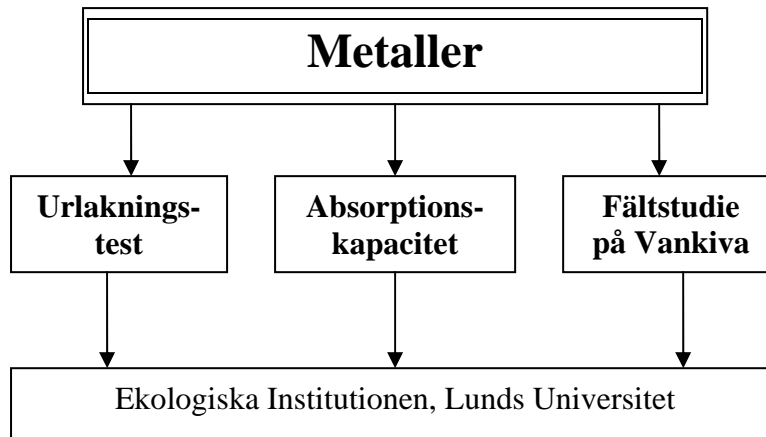 Metaller
Urlaknings-
test
Absorptions-
kapacitet
Fältstudie
på Vankiva
Ekologiska Institutionen, Lunds Universitet